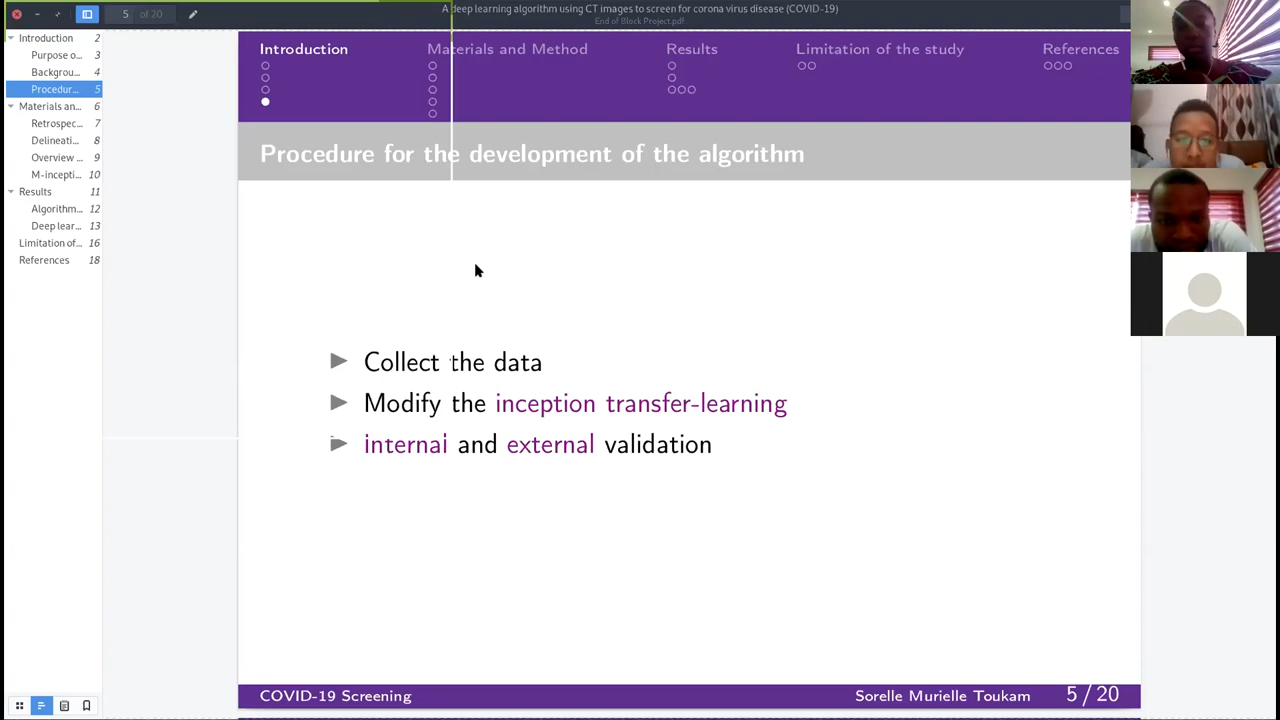 A deep learning algorithm using CT images to screen for corona virus disease (COVID-19)
End of Block Project.pdf
5 of 20
Introduction 2
Purpose o... 3
Backgrou... 4
Procedur... 5
Materials an... 6
Retrospec... 7
Delineati... 8
Overview ... 9
M-incepti... 10
Results 11
Algorithm... 12
Deep lear... 13
Limitation of... 16
References 18
Introduction
Materials and Method
Results
Limitation of the study
References
Procedure for the development of the algorithm
Collect the data
Modify the inception transfer-learning
internal and external validation
COVID-19 Screening
Sorelle Murielle Toukam
5 / 20